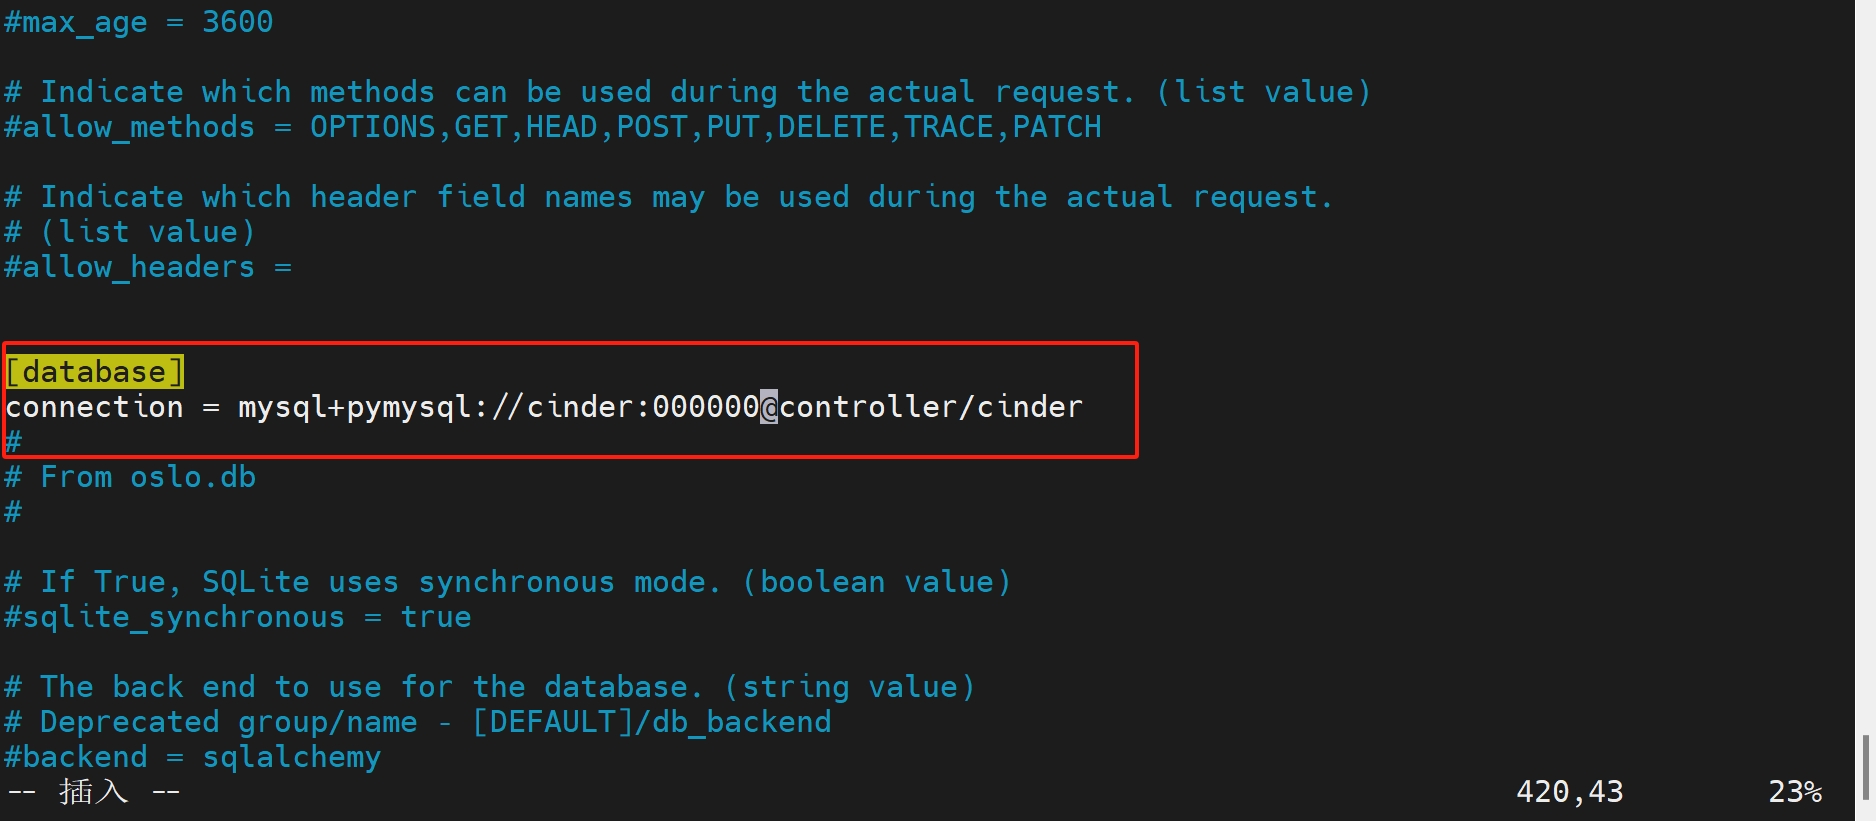 #max_age = 3600
# Indicate which methods can be used during the actual request. (list value)
#allow_methods = OPTIONS,GET,HEAD,POST,PUT,DELETE,TRACE,PATCH
# Indicate which header field names may be used during the actual request.
# (list value)
#allow_headers =
[database]
connection = mysql+pymysql://cinder:000000@controller/cinder
#
# From oslo.db
#
# If True, SQLite uses synchronous mode. (boolean value)
#sqlite_synchronous = true
# The back end to use for the database. (string value)
# Deprecated group/name - [DEFAULT]/db_backend
#backend = sqlalchemy
-- 插入 -- 420,43 23%